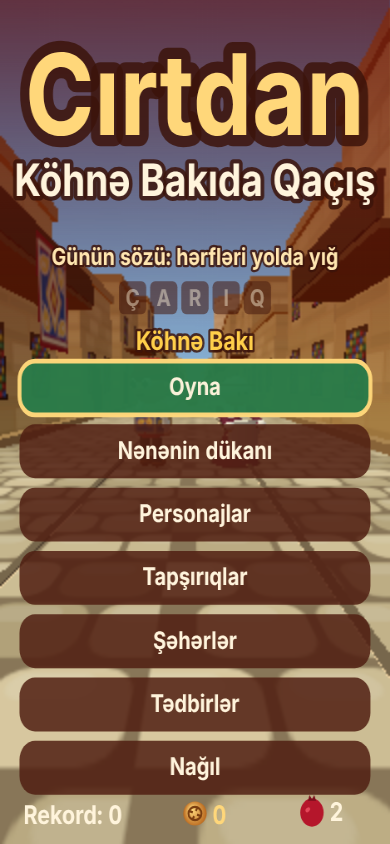 Cırtdan
Köhnə Bakıda Qaçış
Günün sözü: hərfləri yolda yığ
Ç A R I Q
Köhnə Bakı
Oyna
Nənənin dükanı
Personajlar
Tapşırıqlar
Şəhərlər
Tədbirlər
Nağıl
Rekord: 0 0 2